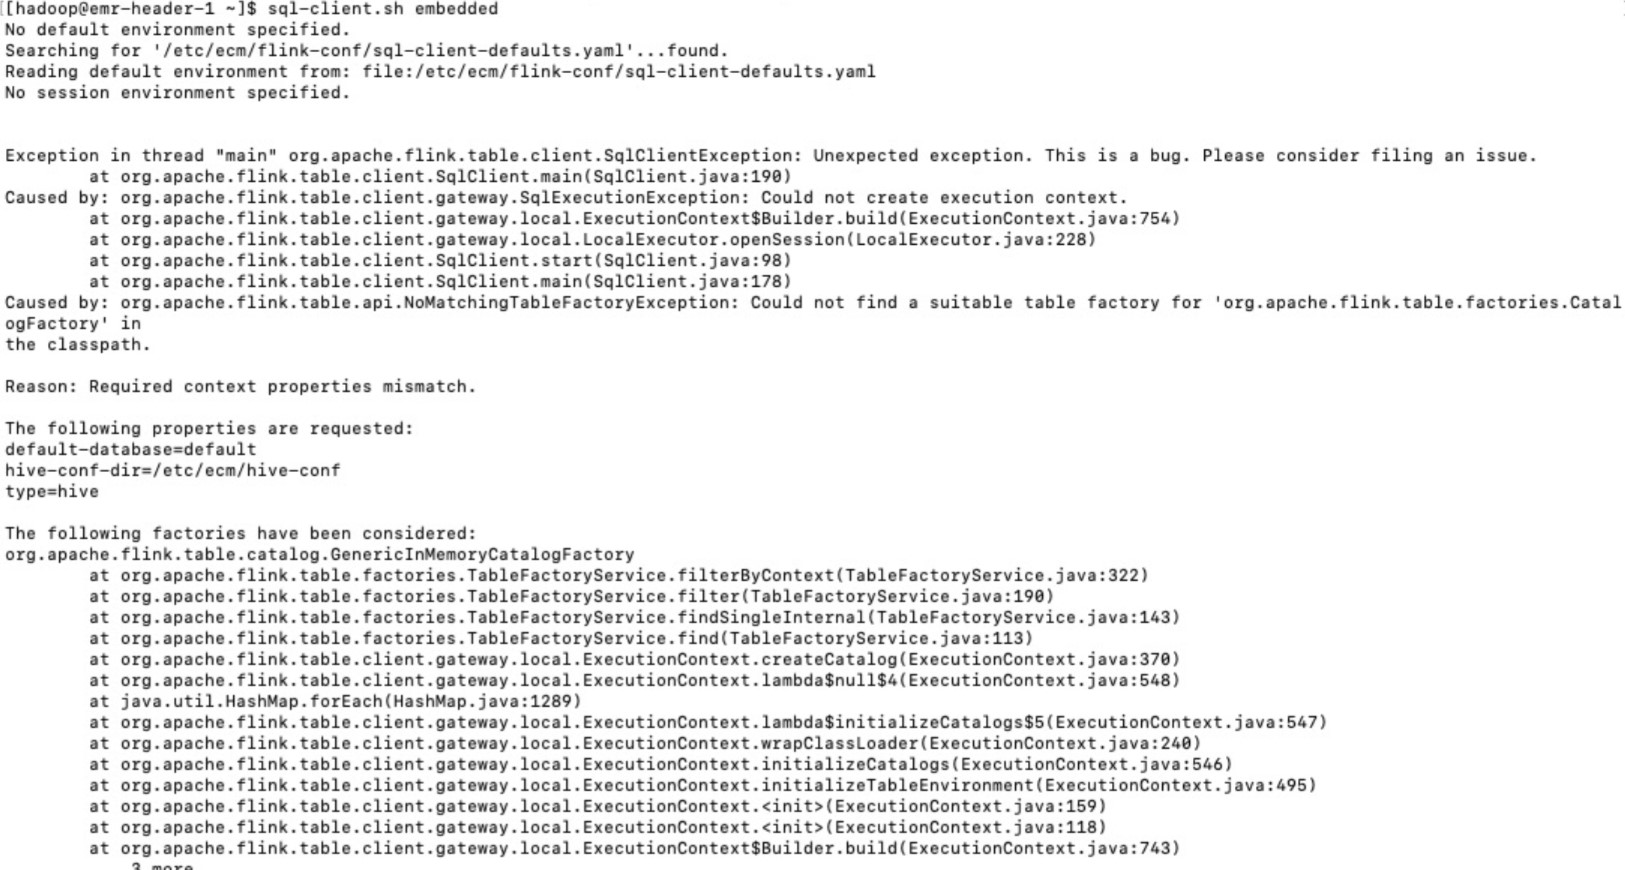 [[hadoop@emr-header-1 ~]$ sql-client.sh embedded
No default environment specified.
Searching for '/etc/ecm/flink-conf/sql-client-defaults.yaml'...found.
Reading default environment from: file:/etc/ecm/flink-conf/sql-client-defaults.yaml
No session environment specified.
Exception in thread "main" org.apache.flink.table.client.SqlClientException: Unexpected exception. This is a bug. Please consider filing an issue.
at org.apache.flink.table.client.SqlClient.main(SqlClient.java:190)
Caused by: org.apache.flink.table.client.gateway.SqlExecutionException: Could not create execution context.
at org.apache.flink.table.client.gateway.local.ExecutionContext$Builder.build(ExecutionContext.java:754)
at org.apache.flink.table.client.gateway.local.LocalExecutor.openSession(LocalExecutor.java:228)
at org.apache.flink.table.client.SqlClient.start(SqlClient.java:98)
at org.apache.flink.table.client.SqlClient.main(SqlClient.java:178)
Caused by: org.apache.flink.table.api.NoMatchingTableFactoryException: Could not find a suitable table factory for 'org.apache.flink.table.factories.Catal
ogFactory' in
the classpath.
Reason: Required context properties mismatch.
The following properties are requested:
default-database=default
hive-conf-dir=/etc/ecm/hive-conf
type=hive
The following factories have been considered:
org.apache.flink.table.catalog.GenericInMemoryCatalogFactory
at org.apache.flink.table.factories.TableFactoryService.filterByContext(TableFactoryService.java:322)
at org.apache.flink.table.factories.TableFactoryService.filter(TableFactoryService.java:190)
at org.apache.flink.table.factories.TableFactoryService.findSingleInternal(TableFactoryService.java:143)
at org.apache.flink.table.factories.TableFactoryService.find(TableFactoryService.java:113)
at org.apache.flink.table.client.gateway.local.ExecutionContext.createCatalog(ExecutionContext.java:370)
at org.apache.flink.table.client.gateway.local.ExecutionContext.lambda$null$4(ExecutionContext.java:548)
at java.util.HashMap.forEach(HashMap.java:1289)
at org.apache.flink.table.client.gateway.local.ExecutionContext.lambda$initializeCatalogs$5(ExecutionContext.java:547)
at org.apache.flink.table.client.gateway.local.ExecutionContext.wrapClassLoader(ExecutionContext.java:240)
at org.apache.flink.table.client.gateway.local.ExecutionContext.initializeCatalogs(ExecutionContext.java:546)
at org.apache.flink.table.client.gateway.local.ExecutionContext.initializeTableEnvironment(ExecutionContext.java:495)
at org.apache.flink.table.client.gateway.local.ExecutionContext.<init>(ExecutionContext.java:159)
at org.apache.flink.table.client.gateway.local.ExecutionContext.<init>(ExecutionContext.java:118)
at org.apache.flink.table.client.gateway.local.ExecutionContext$Builder.build(ExecutionContext.java:743)
3 more